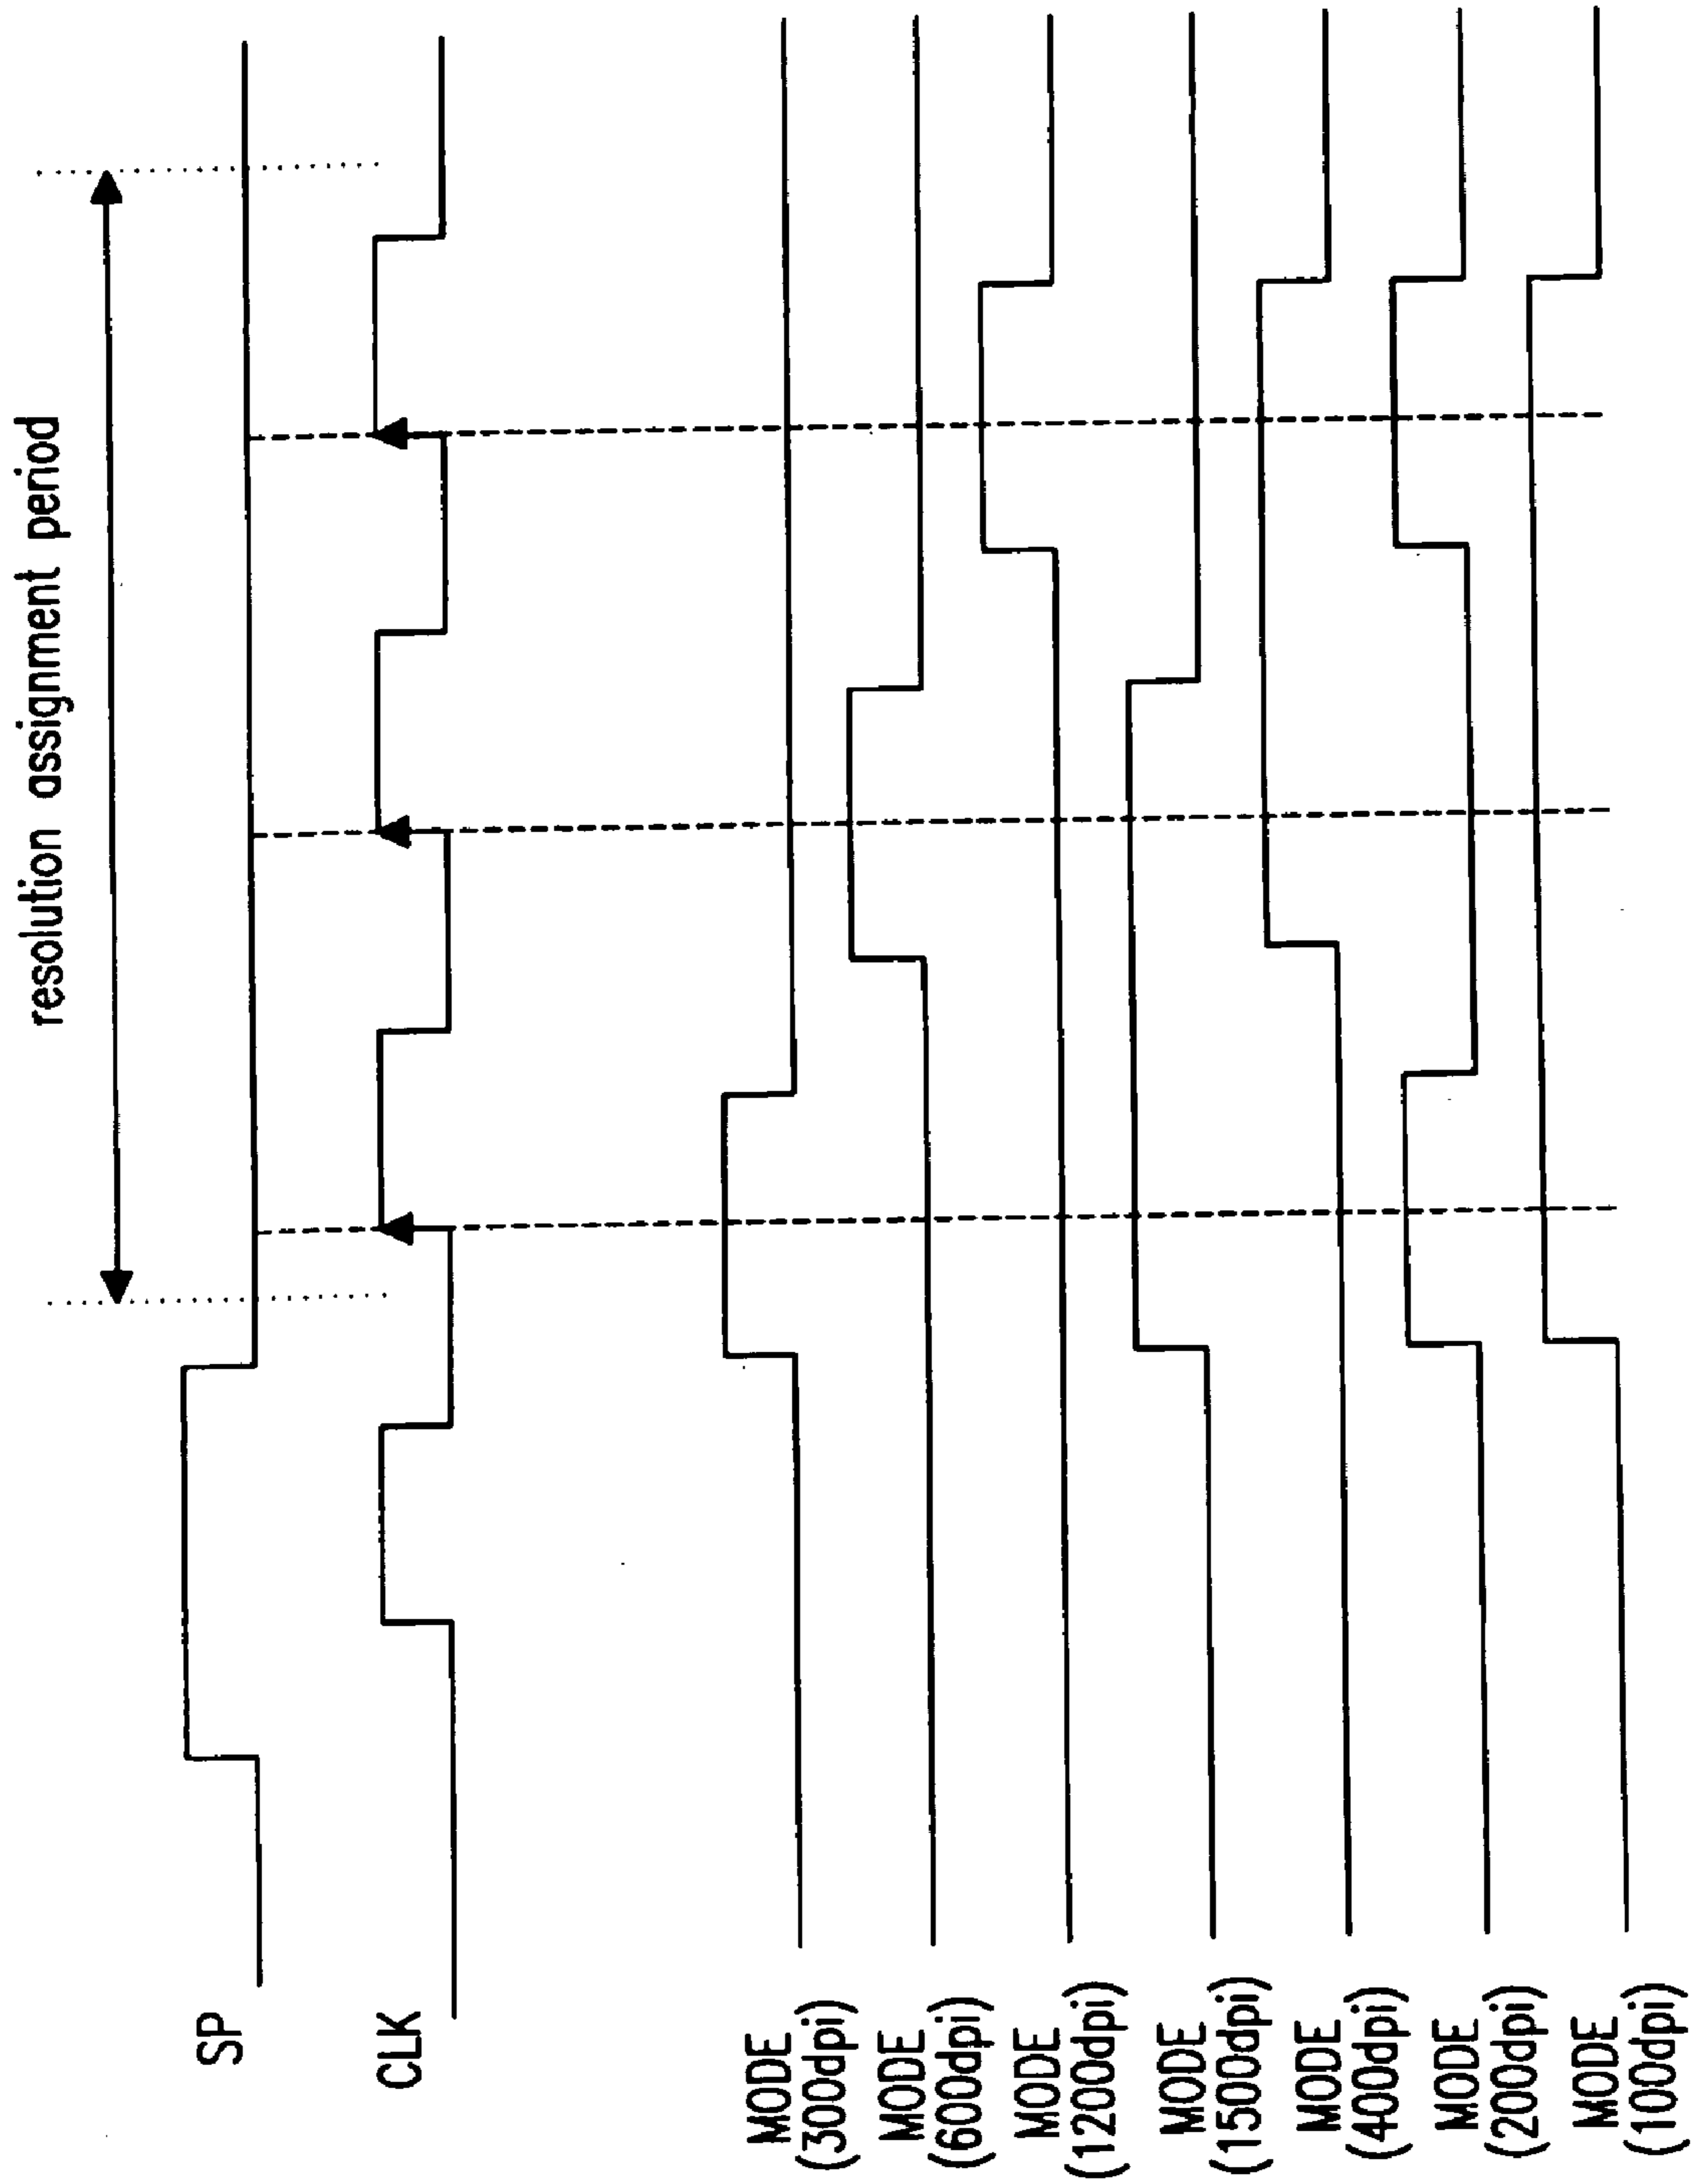 resolution assignment period
SP
CLK
MODE
(300dpi)
MODE
(600dpi)
MODE
(1200dpi)
MODE
(1500dpi)
MODE
(400dpi)
MODE
(200dpi)
MODE
(100dpi)